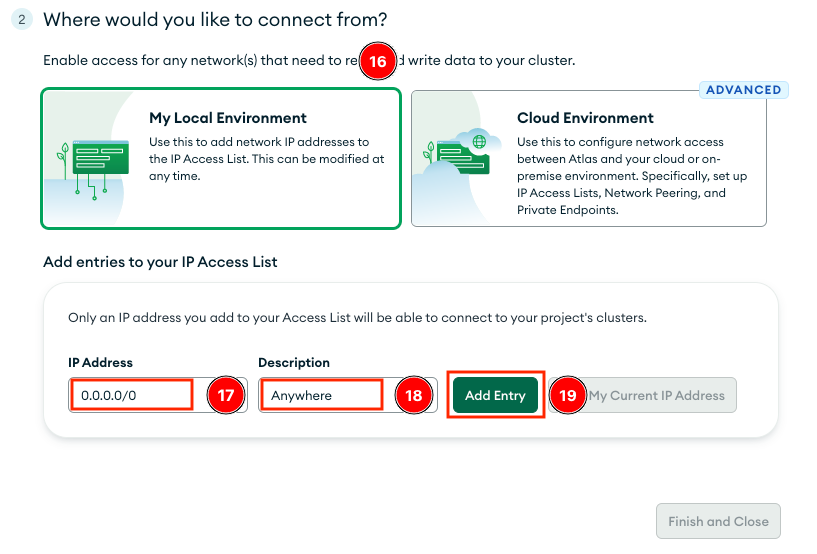 2 Where would you like to connect from?
16
Enable access for any network(s) that need to write data to your cluster.
ADVANCED
My Local Environment
Use this to add network IP addresses to
the IP Access List. This can be modified at
any time.
Cloud Environment
Use this to configure network access
between Atlas and your cloud or on-
premise environment. Specifically, set up
IP Access Lists, Network Peering, and
Private Endpoints.
Add entries to your IP Access List
Only an IP address you add to your Access List will be able to connect to your project's clusters.
IP Address
Description
0.0.0.0/0
17
Anywhere
18
Add Entry
19
My Current IP Address
Finish and Close